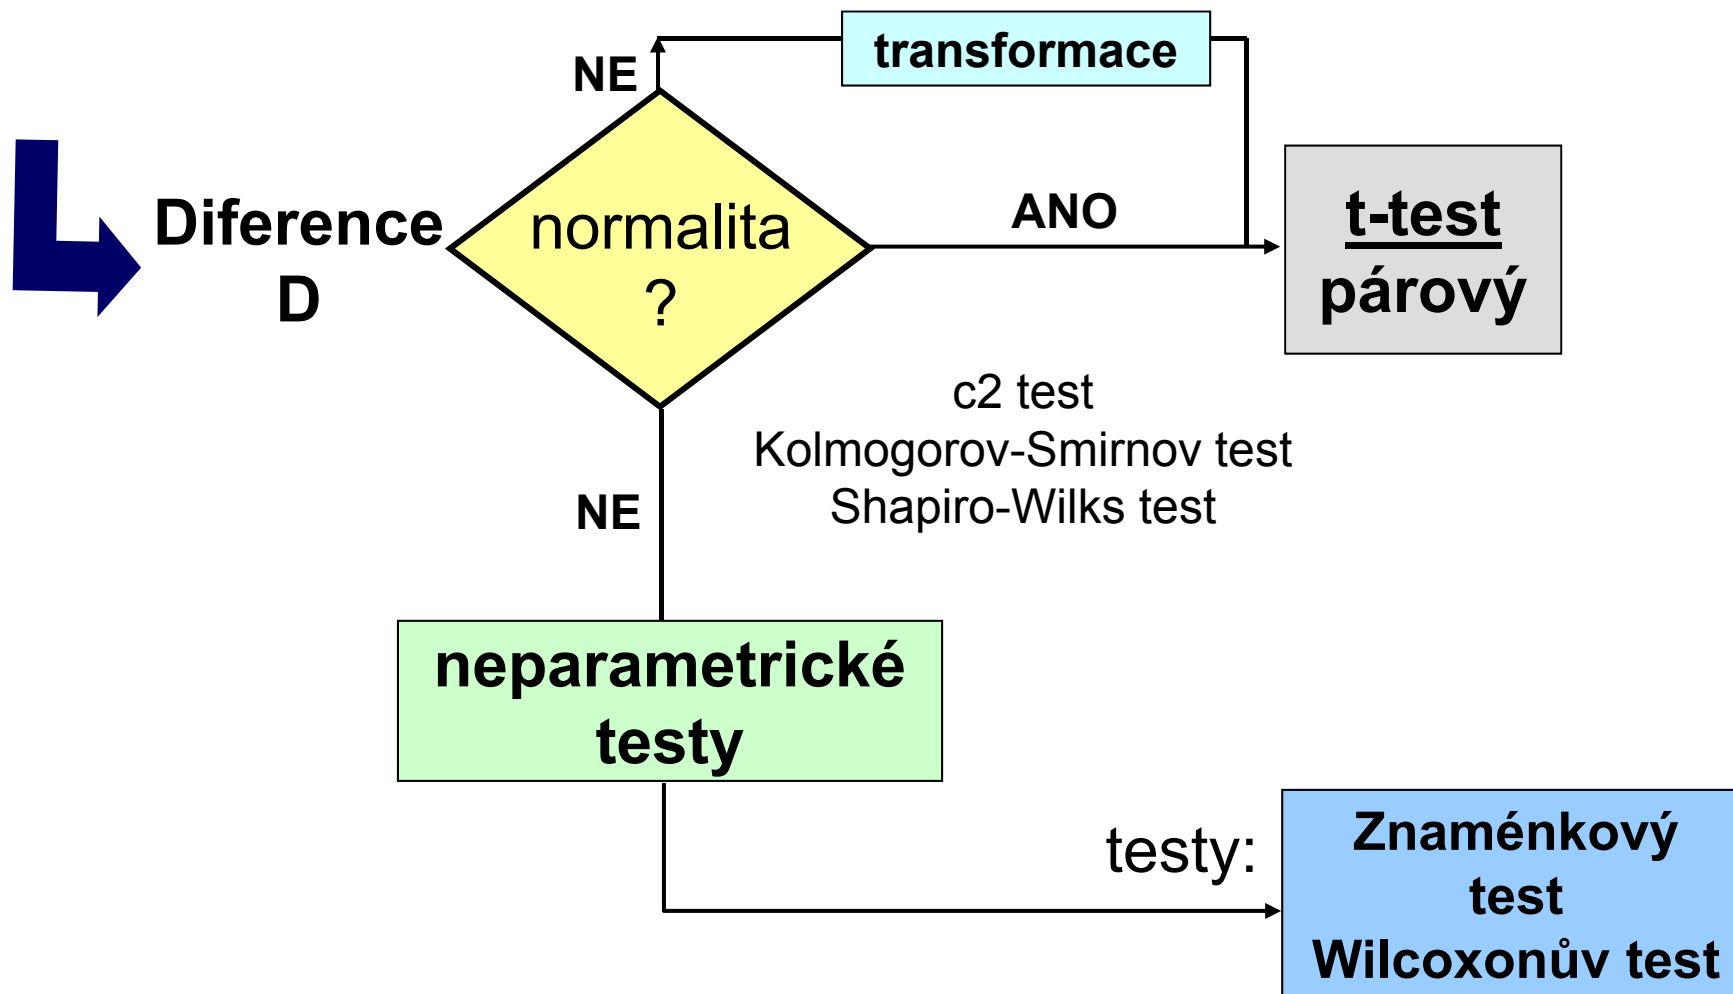 transformace
NE
Diference
D
normalita
?
ANO
t-test
párový
c2 test
Kolmogorov-Smirnov test
Shapiro-Wilks test
NE
neparametrické
testy
testy:
Znaménkový
test
Wilcoxonův test